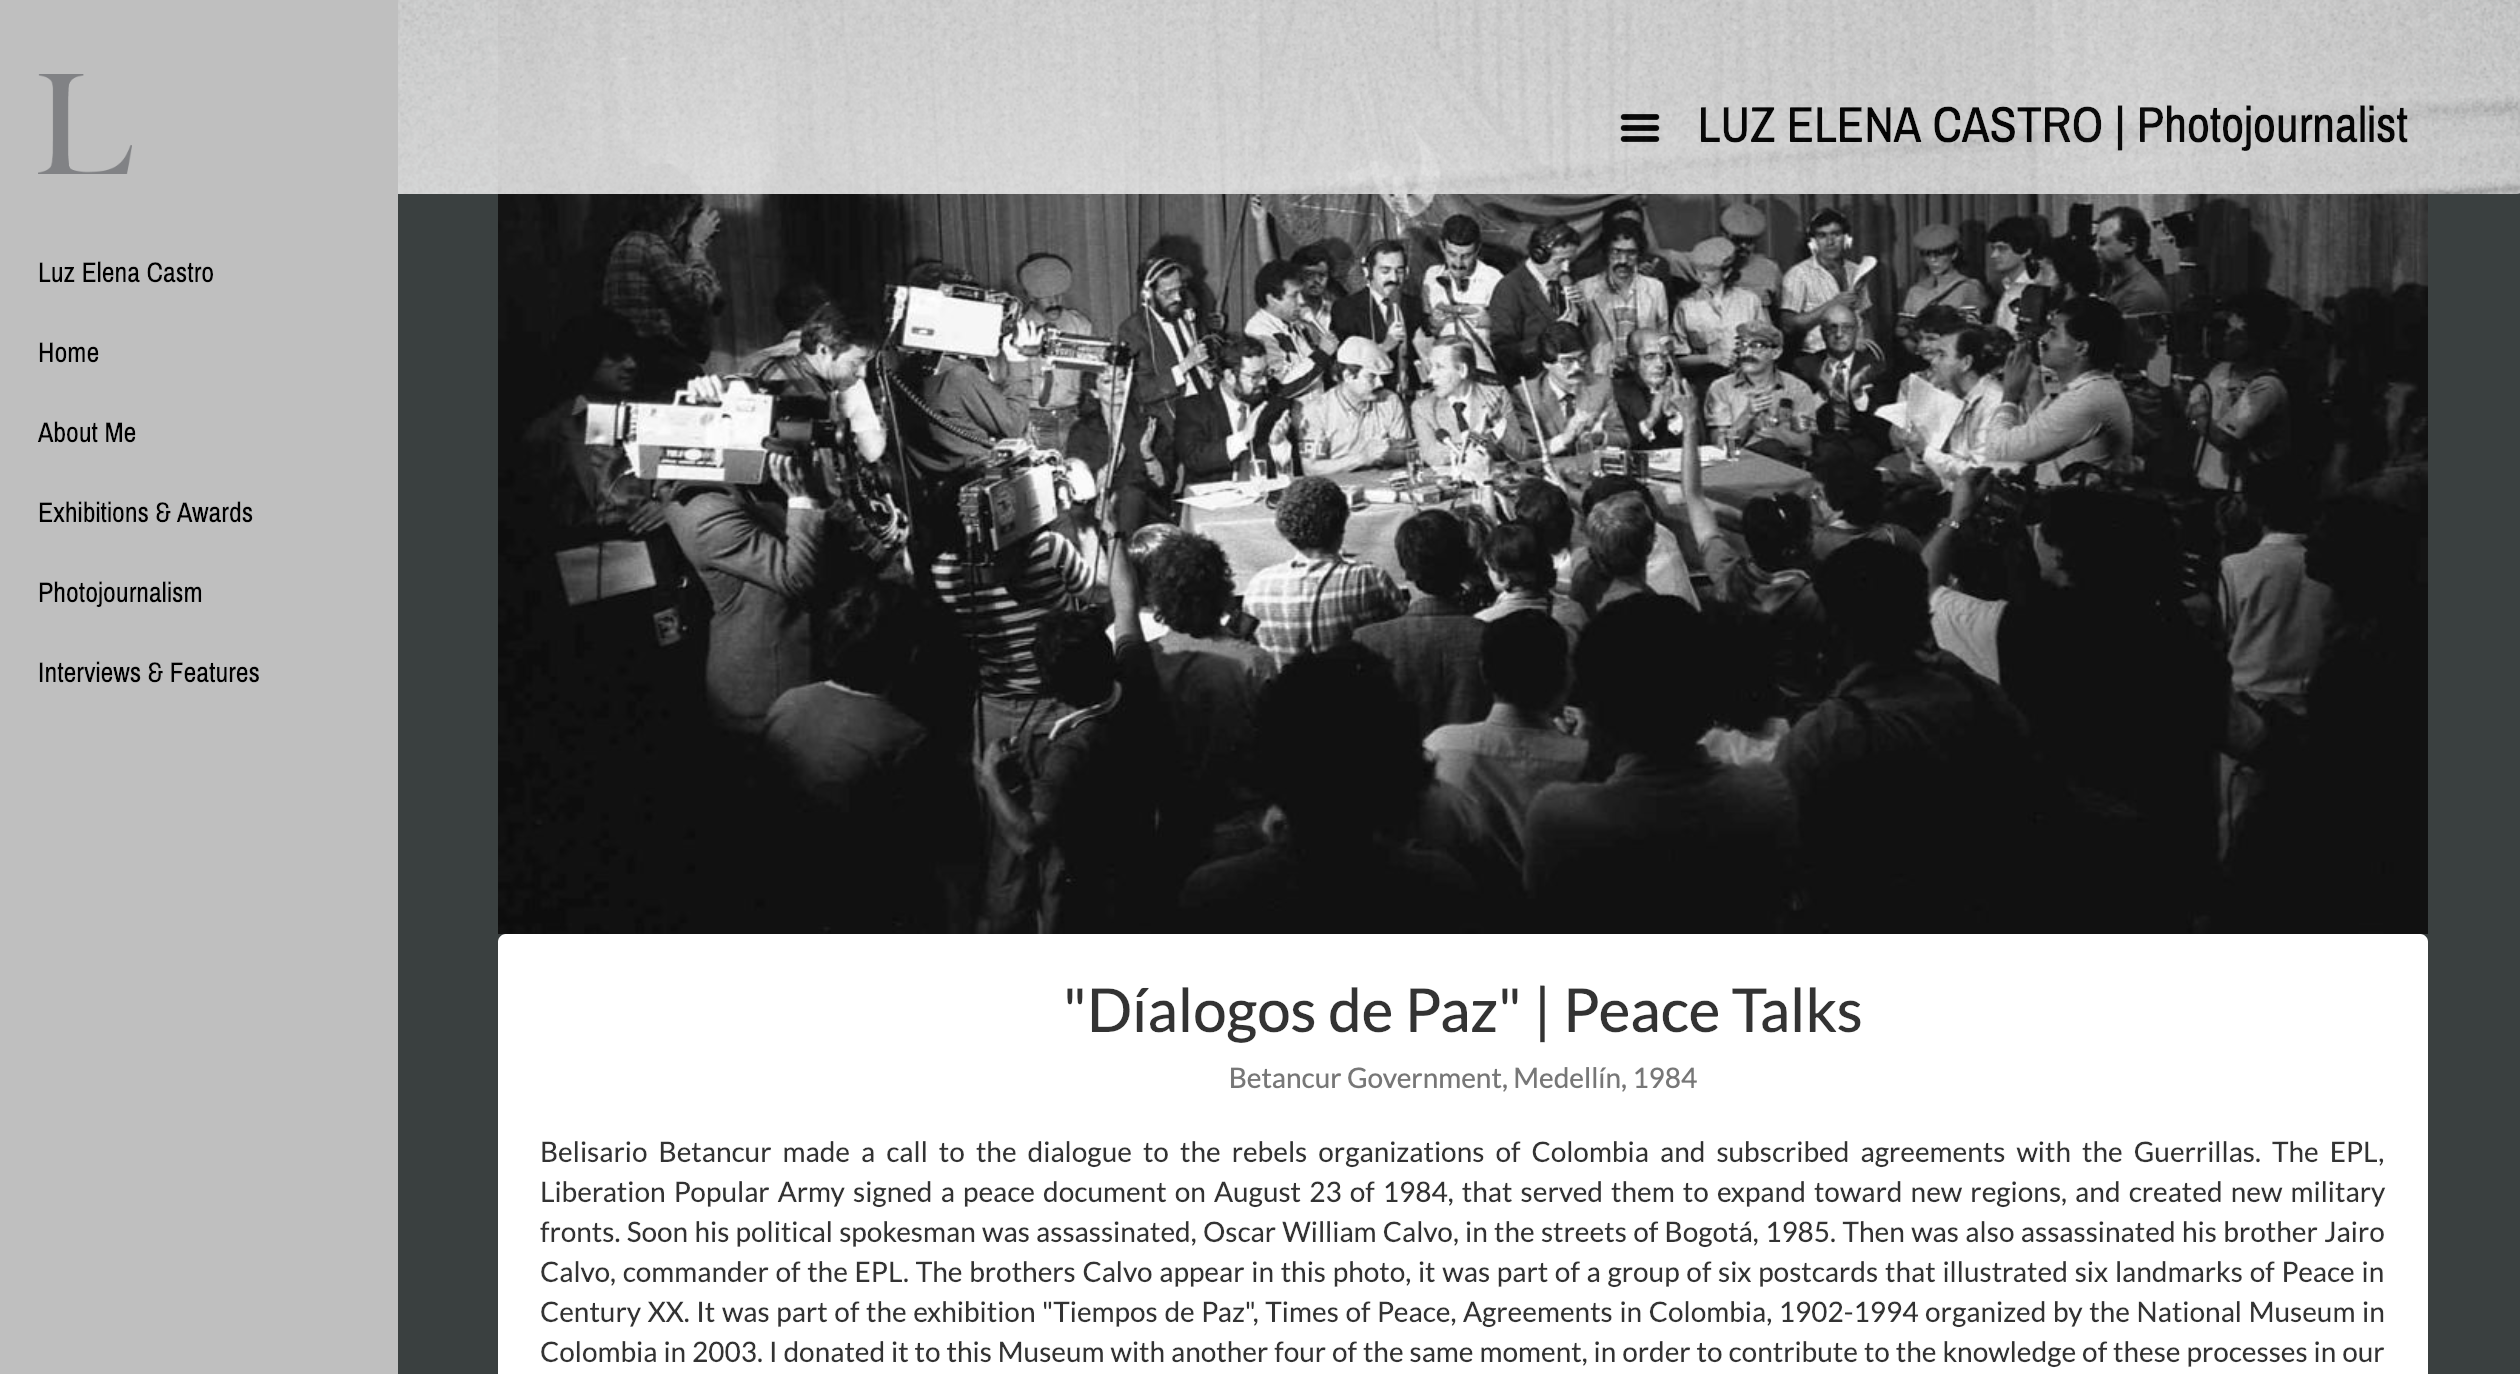 L
Luz Elena Castro
Home
About Me
Exhibitions & Awards
Photojournalism
Interviews & Features
LUZ ELENA CASTRO | Photojournalist
"Díalogos de Paz" | Peace Talks
Betancur Government, Medellín, 1984
Belisario Betancur made a call to the dialogue to the rebels organizations of Colombia and subscribed agreements with the Guerrillas. The EPL,
Liberation Popular Army signed a peace document on August 23 of 1984, that served them to expand toward new regions, and created new military
fronts. Soon his political spokesman was assassinated, Oscar William Calvo, in the streets of Bogotá, 1985. Then was also assassinated his brother Jairo
Calvo, commander of the EPL. The brothers Calvo appear in this photo, it was part of a group of six postcards that illustrated six landmarks of Peace in
Century XX. It was part of the exhibition "Tiempos de Paz", Times of Peace, Agreements in Colombia, 1902-1994 organized by the National Museum in
Colombia in 2003. I donated it to this Museum with another four of the same moment, in order to contribute to the knowledge of these processes in our